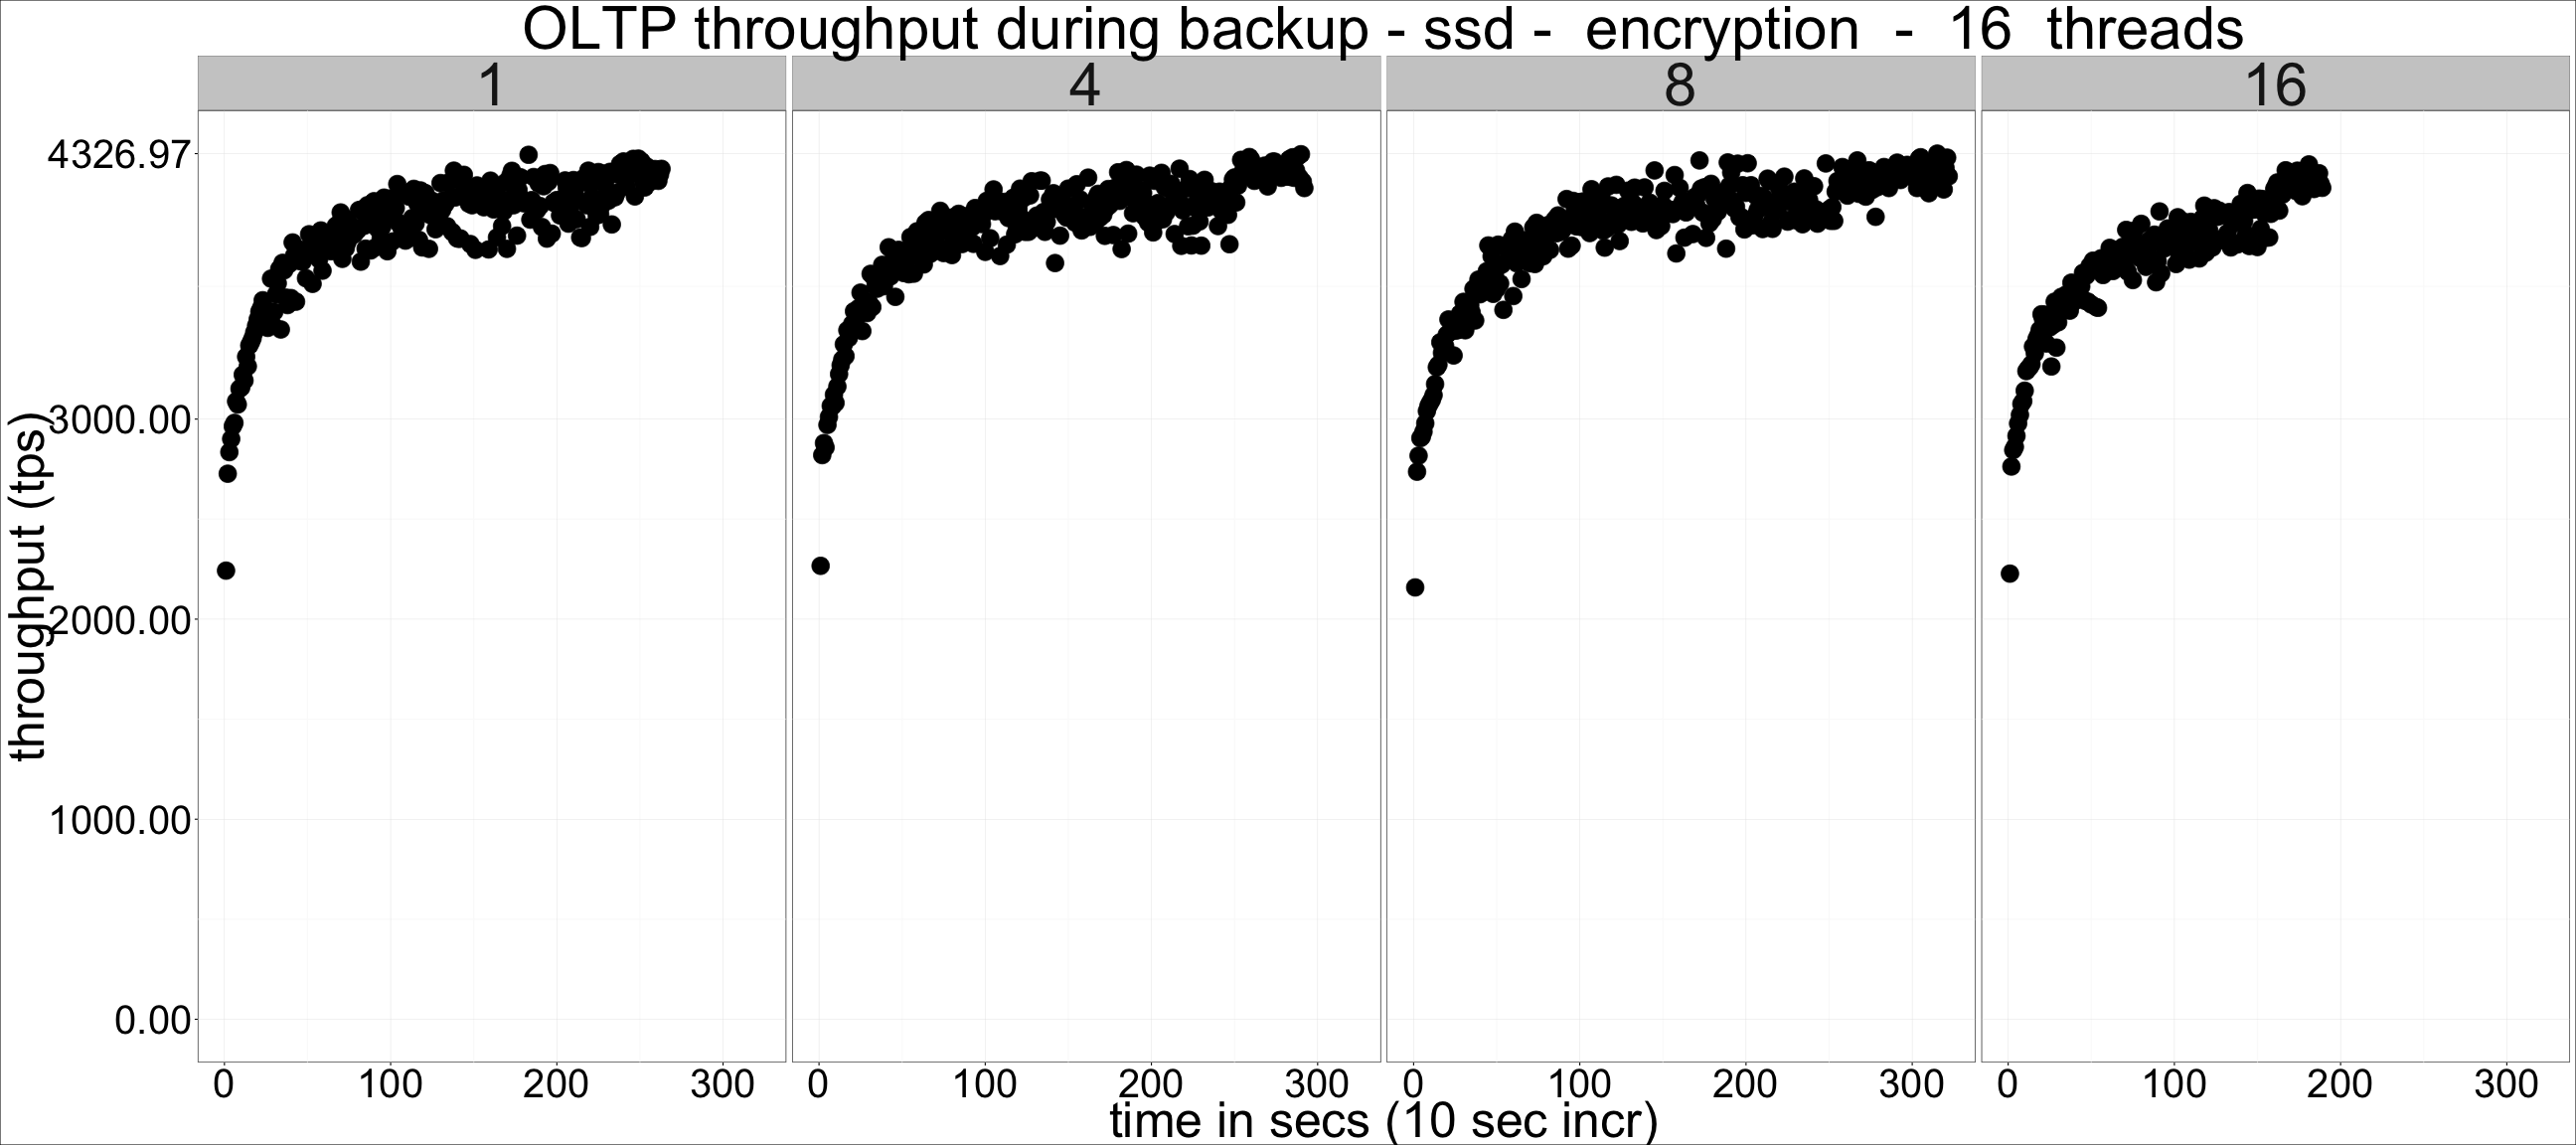 OLTP throughput during backup - ssd -  encryption  -  16  threads
1 4 8 16
throughput (tps)
4326.97
3000.00
2000.00
1000.00
0.00
0 100 200 300 0 100 200 300 0 100 200 300 0 100 200 300
time in secs (10 sec incr)